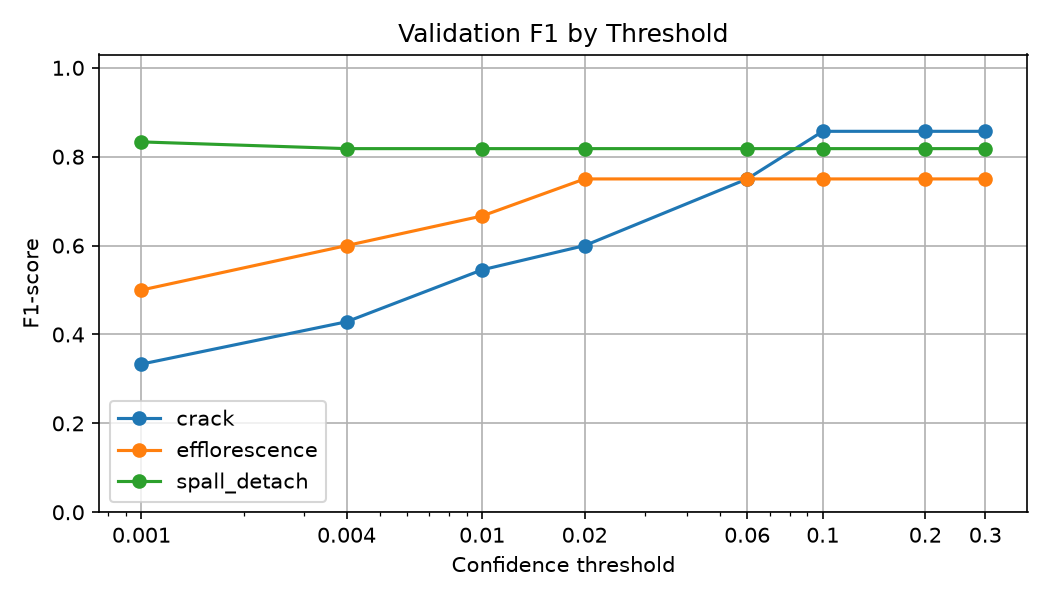 Validation F1 by Threshold
1.0
0.8
0.6
0.4
0.2
0.0
F1-score
crack
efflorescence
spall_detach
0.001 0.004 0.01 0.02 0.06 0.1 0.2 0.3
Confidence threshold